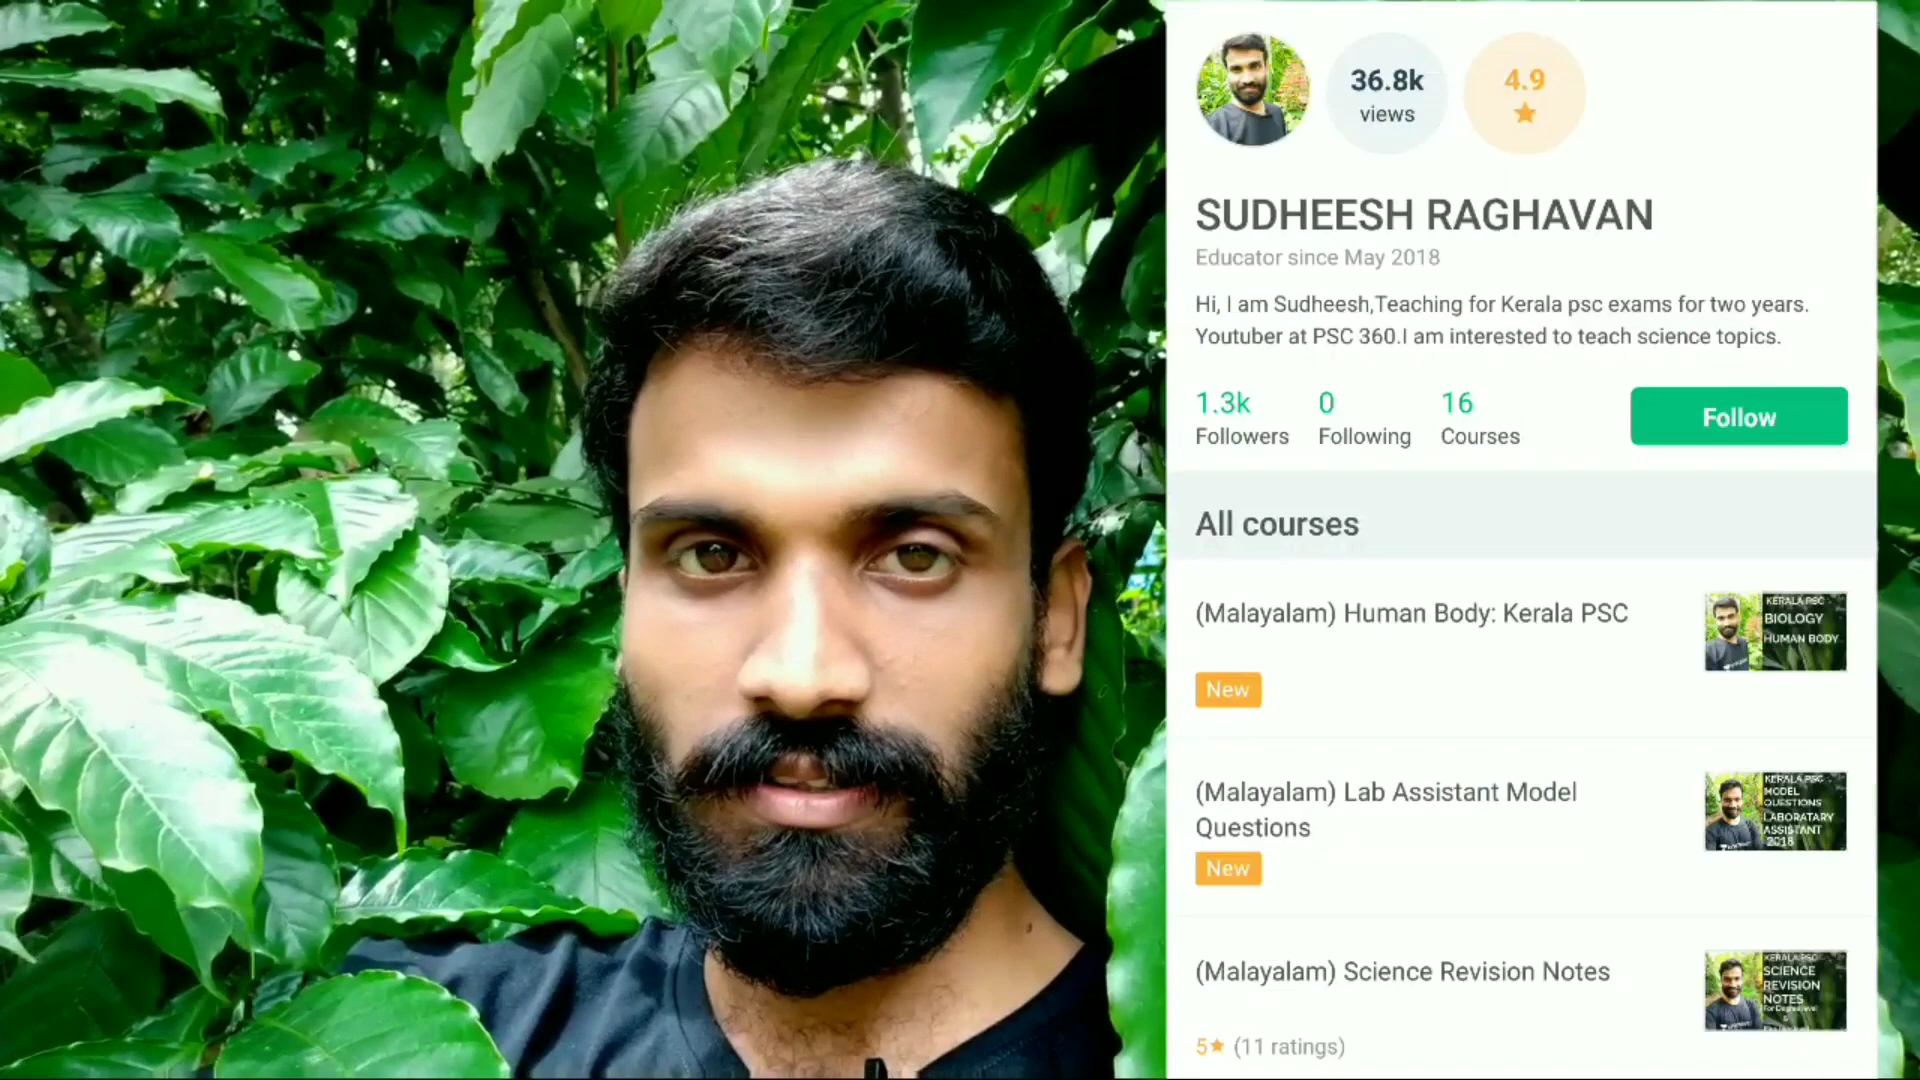 36.8k
views
4.9
SUDHEESH RAGHAVAN
Educator since May 2018
Hi, I am Sudheesh,Teaching for Kerala psc exams for two years.
Youtuber at PSC 360.I am interested to teach science topics.
1.3k
Followers
0
Following
16
Courses
Follow
All courses
(Malayalam) Human Body: Kerala PSC
New
KERALA PSC
BIOLOGY
HUMAN BODY
(Malayalam) Lab Assistant Model
Questions
New
KERALA PSC
MODEL
QUESTIONS
LABORATARY
ASSISTANT
2018
(Malayalam) Science Revision Notes
5★ (11 ratings)
KERALA PSC
SCIENCE
REVISION
NOTES
For Degree level